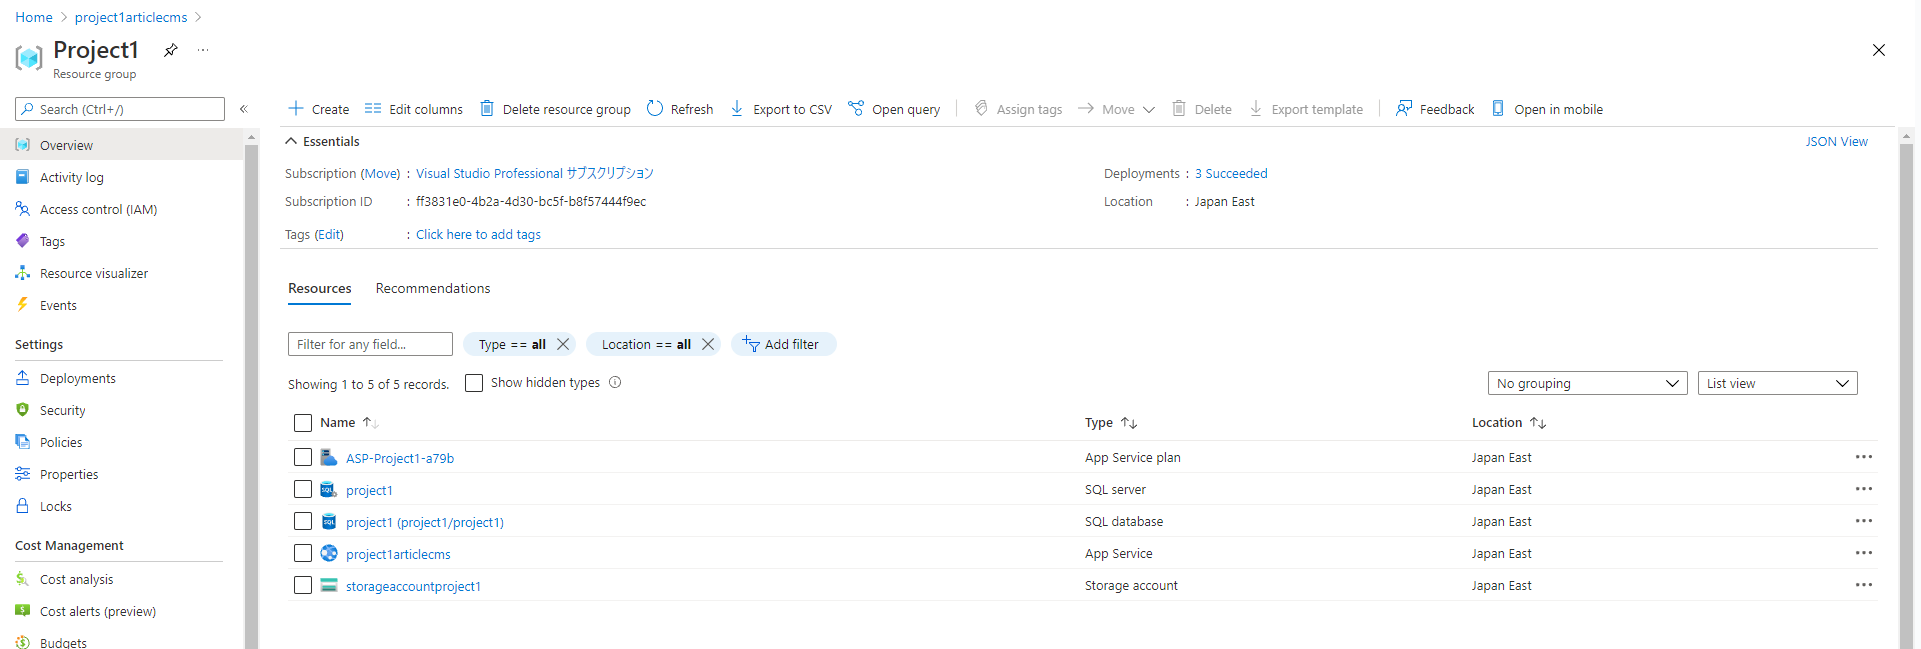 Home > project1articlecms >
Project1
Resource group
Search (Ctrl+/)
Create Edit columns Delete resource group Refresh Export to CSV Open query Assign tags Move Delete Export template Feedback Open in mobile
Overview
Activity log
Access control (IAM)
Tags
Resource visualizer
Events
Settings
Deployments
Security
Policies
Properties
Locks
Cost Management
Cost analysis
Cost alerts (preview)
Budgets
Essentials
JSON View
Subscription (Move) : Visual Studio Professional サブスクリプション
Deployments : 3 Succeeded
Subscription ID : ff3831e0-4b2a-4d30-bc5f-b8f57444f9ec
Location : Japan East
Tags (Edit) : Click here to add tags
Resources Recommendations
Filter for any field... Type == all Location == all Add filter
Showing 1 to 5 of 5 records. Show hidden types No grouping List view
Name Type Location
ASP-Project1-a79b App Service plan Japan East
project1 SQL server Japan East
project1 (project1/project1) SQL database Japan East
project1articlecms App Service Japan East
storageaccountproject1 Storage account Japan East